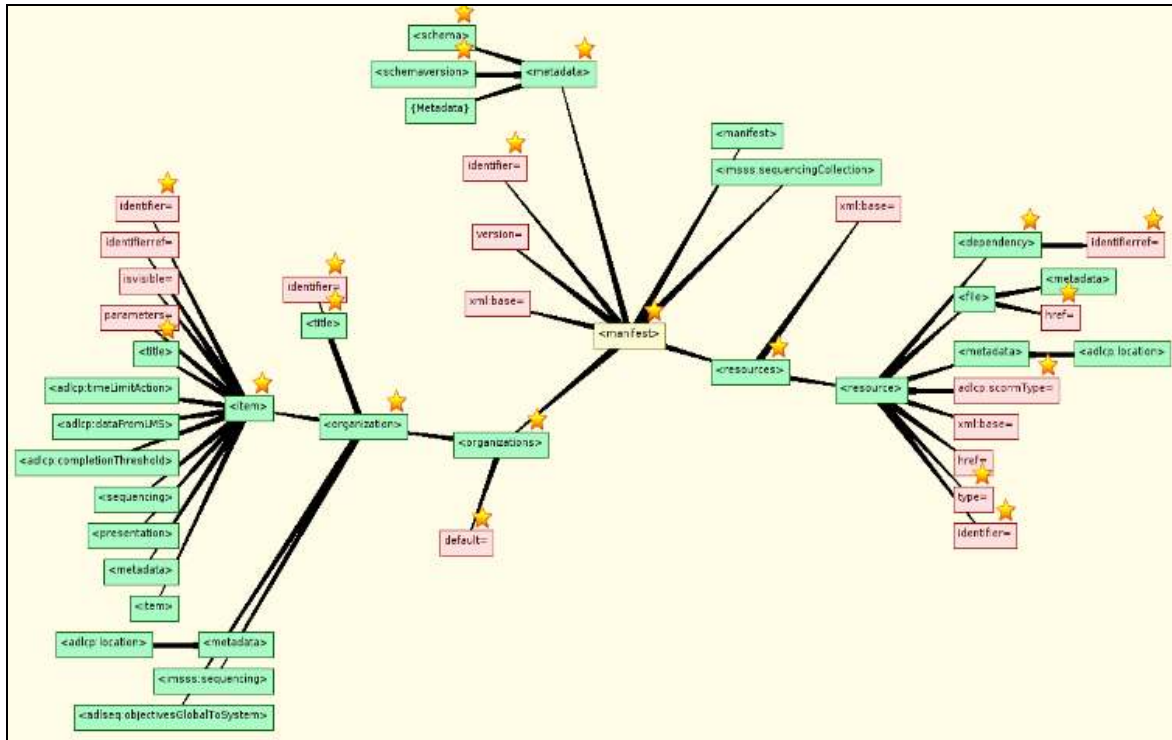 <schema>
<schemaversion>
{Metadata}
<metadata>
identifier=
version=
xml:base=
<manifest>
<imsss:sequencingCollection>
xml:base=
<manifest>
<resources>
<resource>
<dependency>
identifierref=
<file>
<metadata>
href=
<metadata>
<adlcp:location>
adlcp:scormType=
xml:base=
href=
type=
identifier=
<organizations>
default=
<organization>
identifier=
<title>
<item>
identifier=
identifierref=
isvisible=
parameters=
<title>
<adlcp:timeLimitAction>
<adlcp:dataFromLMS>
<adlcp:completionThreshold>
<sequencing>
<presentation>
<metadata>
<item>
<adlcp:location>
<metadata>
<imsss:sequencing>
<adlseq:objectivesGlobalToSystem>